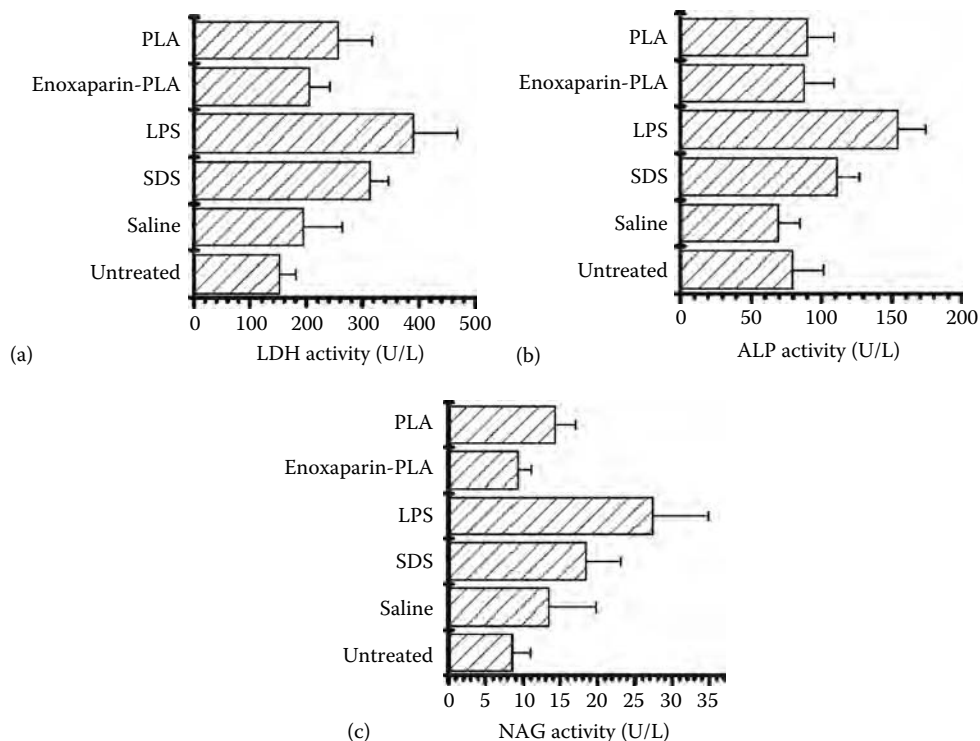 PLA
Enoxaparin-PLA
LPS
SDS
Saline
Untreated
0 100 200 300 400 500
(a) LDH activity (U/L)
PLA
Enoxaparin-PLA
LPS
SDS
Saline
Untreated
0 50 100 150 200
(b) ALP activity (U/L)
PLA
Enoxaparin-PLA
LPS
SDS
Saline
Untreated
0 5 10 15 20 25 30 35
(c) NAG activity (U/L)